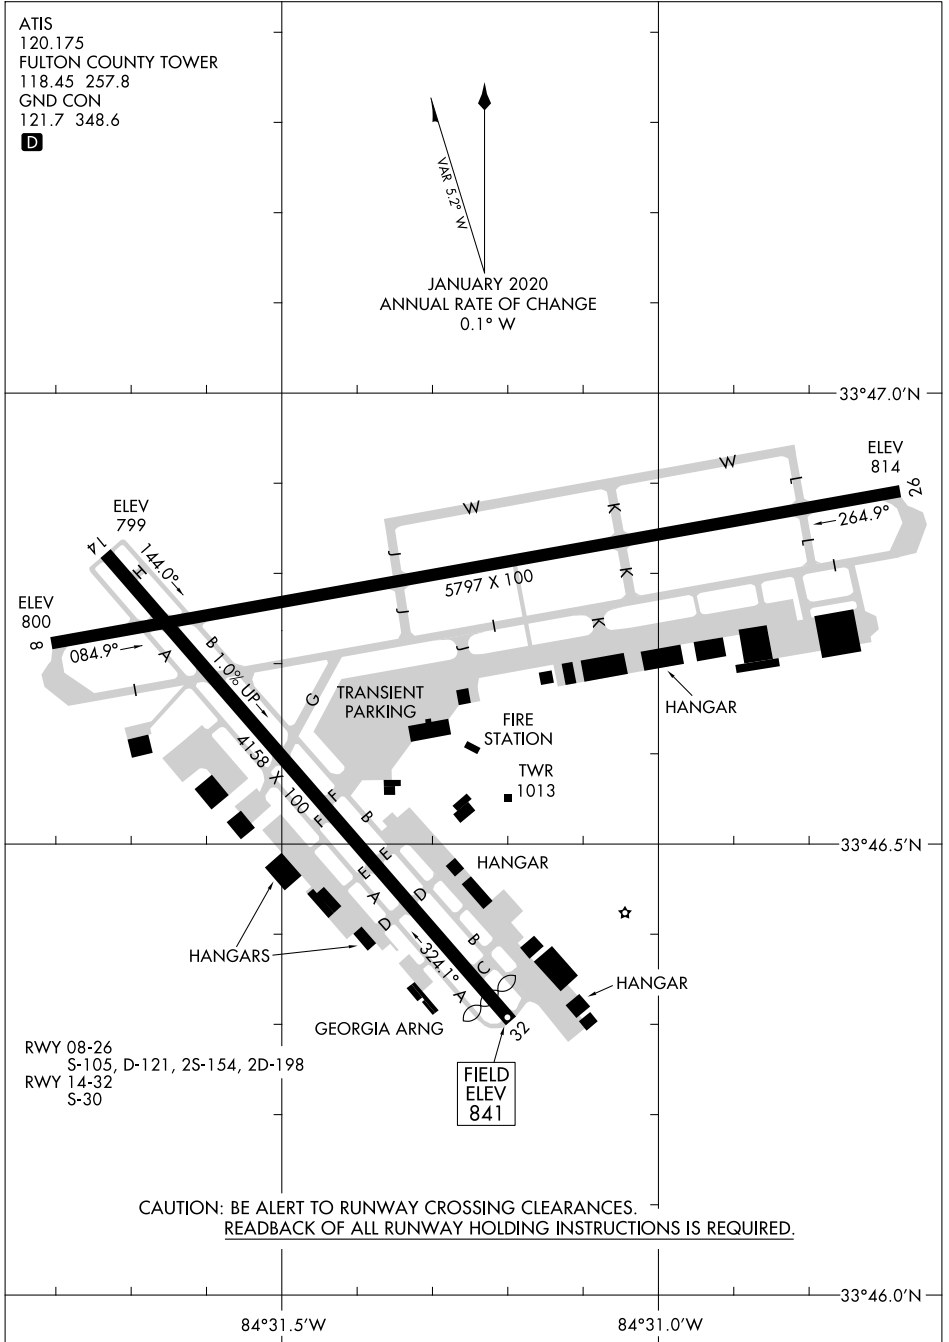 ATIS
120.175
FULTON COUNTY TOWER
118.45 257.8
GND CON
121.7 348.6
D
VAR 5.2° W
JANUARY 2020
ANNUAL RATE OF CHANGE
0.1° W
33°47.0'N
ELEV
814
26
264.9°
W
W
L
L
K
K
K
J
J
J
I
I
I
5797 X 100
ELEV
799
14
144.0°
H
ELEV
800
8
084.9°
A
B
1.0% UP
G
4158 X 100
TRANSIENT
PARKING
HANGAR
FIRE
STATION
TWR
1013
F
F
B
E
E
33°46.5'N
HANGAR
A
D
D
B
C
HANGARS
324.1°
A
HANGAR
GEORGIA ARNG
32
RWY 08-26
S-105, D-121, 2S-154, 2D-198
RWY 14-32
S-30
FIELD
ELEV
841
CAUTION: BE ALERT TO RUNWAY CROSSING CLEARANCES.
READBACK OF ALL RUNWAY HOLDING INSTRUCTIONS IS REQUIRED.
33°46.0'N
84°31.5'W
84°31.0'W